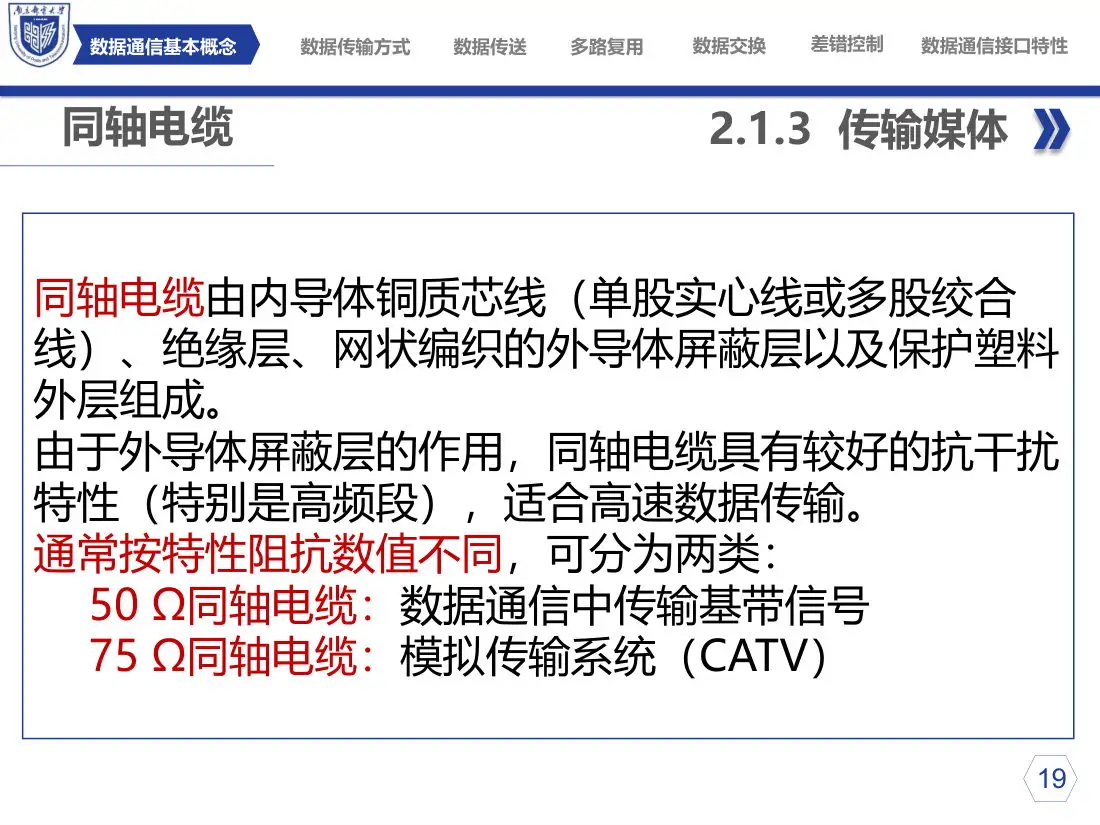 南京邮电大学
数据通信基本概念
数据传输方式
数据传送
多路复用
数据交换
差错控制
数据通信接口特性
同轴电缆
2.1.3 传输媒体
同轴电缆由内导体铜质芯线（单股实心线或多股绞合
线）、绝缘层、网状编织的外导体屏蔽层以及保护塑料
外层组成。
由于外导体屏蔽层的作用，同轴电缆具有较好的抗干扰
特性（特别是高频段），适合高速数据传输。
通常按特性阻抗数值不同，可分为两类：
50 Ω同轴电缆：数据通信中传输基带信号
75 Ω同轴电缆：模拟传输系统（CATV）
19